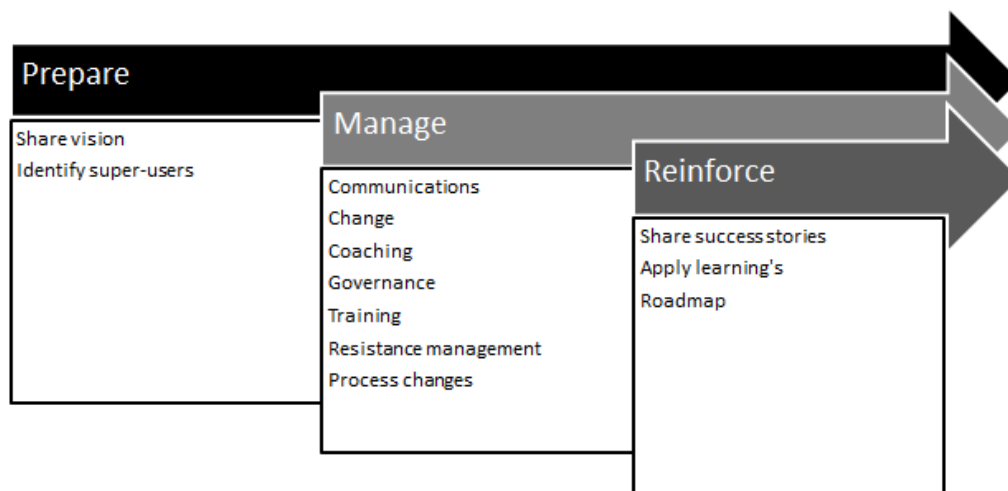 Prepare
Share vision
Identify super-users
Manage
Communications
Change
Coaching
Governance
Training
Resistance management
Process changes
Reinforce
Share success stories
Apply learning's
Roadmap